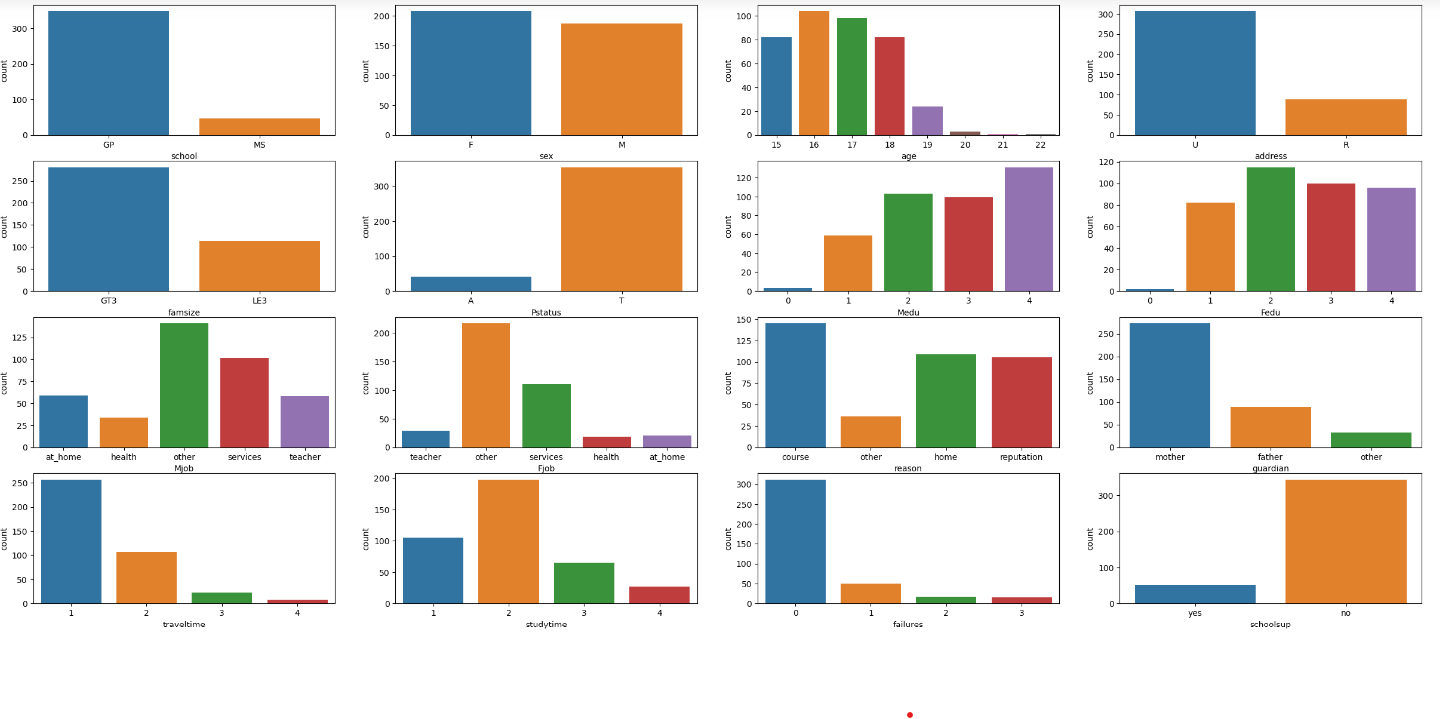 count
300
200
100
0
GP MS
school
count
200
150
100
50
0
F M
sex
count
100
80
60
40
20
0
15 16 17 18 19 20 21 22
age
count
300
250
200
150
100
50
0
U R
address
count
250
200
150
100
50
0
GT3 LE3
famsize
count
300
200
100
0
A T
Pstatus
count
120
100
80
60
40
20
0
0 1 2 3 4
Medu
count
120
100
80
60
40
20
0
0 1 2 3 4
Fedu
count
125
100
75
50
25
0
at_home health other services teacher
Mjob
count
200
150
100
50
0
teacher other services health at_home
Fjob
count
150
125
100
75
50
25
0
course other home reputation
reason
count
250
200
150
100
50
0
mother father other
guardian
count
250
200
150
100
50
0
1 2 3 4
traveltime
count
200
150
100
50
0
1 2 3 4
studytime
count
300
250
200
150
100
50
0
0 1 2 3
failures
count
300
200
100
0
yes no
schoolsup